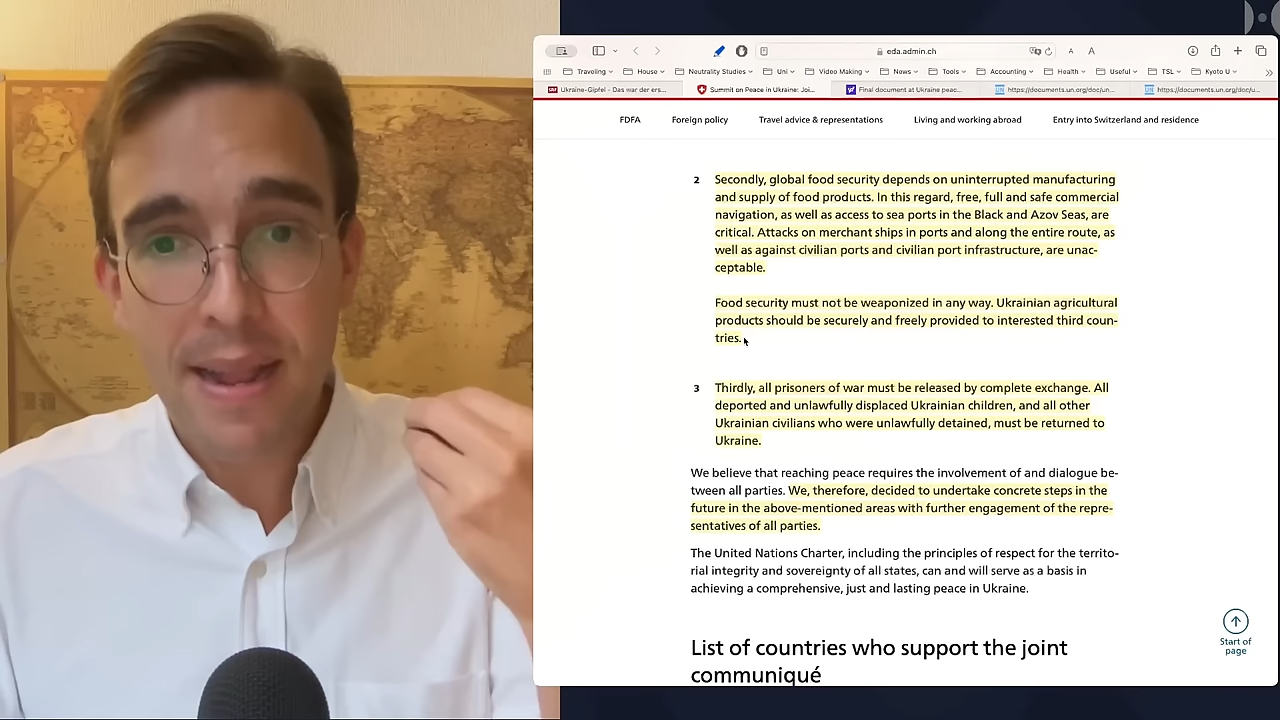 eda.admin.ch
A A
Traveling House Neutrality Studies Uni Video Making News Tools Accounting Health Useful TSL Kyoto U
Ukraine-Gipfel - Das war der ers... Summit on Peace in Ukraine: Joi... Final document at Ukraine peac... https://documents.un.org/doc/un... https://documents.un.org/doc/u...
FDFA Foreign policy Travel advice & representations Living and working abroad Entry into Switzerland and residence
2 Secondly, global food security depends on uninterrupted manufacturing
and supply of food products. In this regard, free, full and safe commercial
navigation, as well as access to sea ports in the Black and Azov Seas, are
critical. Attacks on merchant ships in ports and along the entire route, as
well as against civilian ports and civilian port infrastructure, are unac-
ceptable.
Food security must not be weaponized in any way. Ukrainian agricultural
products should be securely and freely provided to interested third coun-
tries.
3 Thirdly, all prisoners of war must be released by complete exchange. All
deported and unlawfully displaced Ukrainian children, and all other
Ukrainian civilians who were unlawfully detained, must be returned to
Ukraine.
We believe that reaching peace requires the involvement of and dialogue be-
tween all parties. We, therefore, decided to undertake concrete steps in the
future in the above-mentioned areas with further engagement of the repre-
sentatives of all parties.
The United Nations Charter, including the principles of respect for the territo-
rial integrity and sovereignty of all states, can and will serve as a basis in
achieving a comprehensive, just and lasting peace in Ukraine.
Start of
page
List of countries who support the joint
communiqué